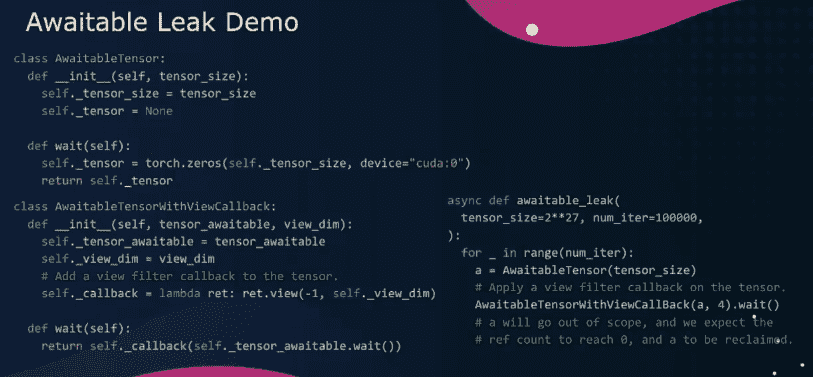 Awaitable Leak Demo
class AwaitableTensor:
  def __init__(self, tensor_size):
    self._tensor_size = tensor_size
    self._tensor = None
  def wait(self):
    self._tensor = torch.zeros(self._tensor_size, device="cuda:0")
    return self._tensor
class AwaitableTensorWithViewCallback:
  def __init__(self, tensor_awaitable, view_dim):
    self._tensor_awaitable = tensor_awaitable
    self._view_dim = view_dim
    # Add a view filter callback to the tensor.
    self._callback = lambda ret: ret.view(-1, self._view_dim)
  def wait(self):
    return self._callback(self._tensor_awaitable.wait())
async def awaitable_leak(
  tensor_size=2**27, num_iter=100000,
):
  for _ in range(num_iter):
    a = AwaitableTensor(tensor_size)
    # Apply a view filter callback on the tensor.
    AwaitableTensorWithViewCallBack(a, 4).wait()
    # a will go out of scope, and we expect the
    # ref count to reach 0, and a to be reclaimed.